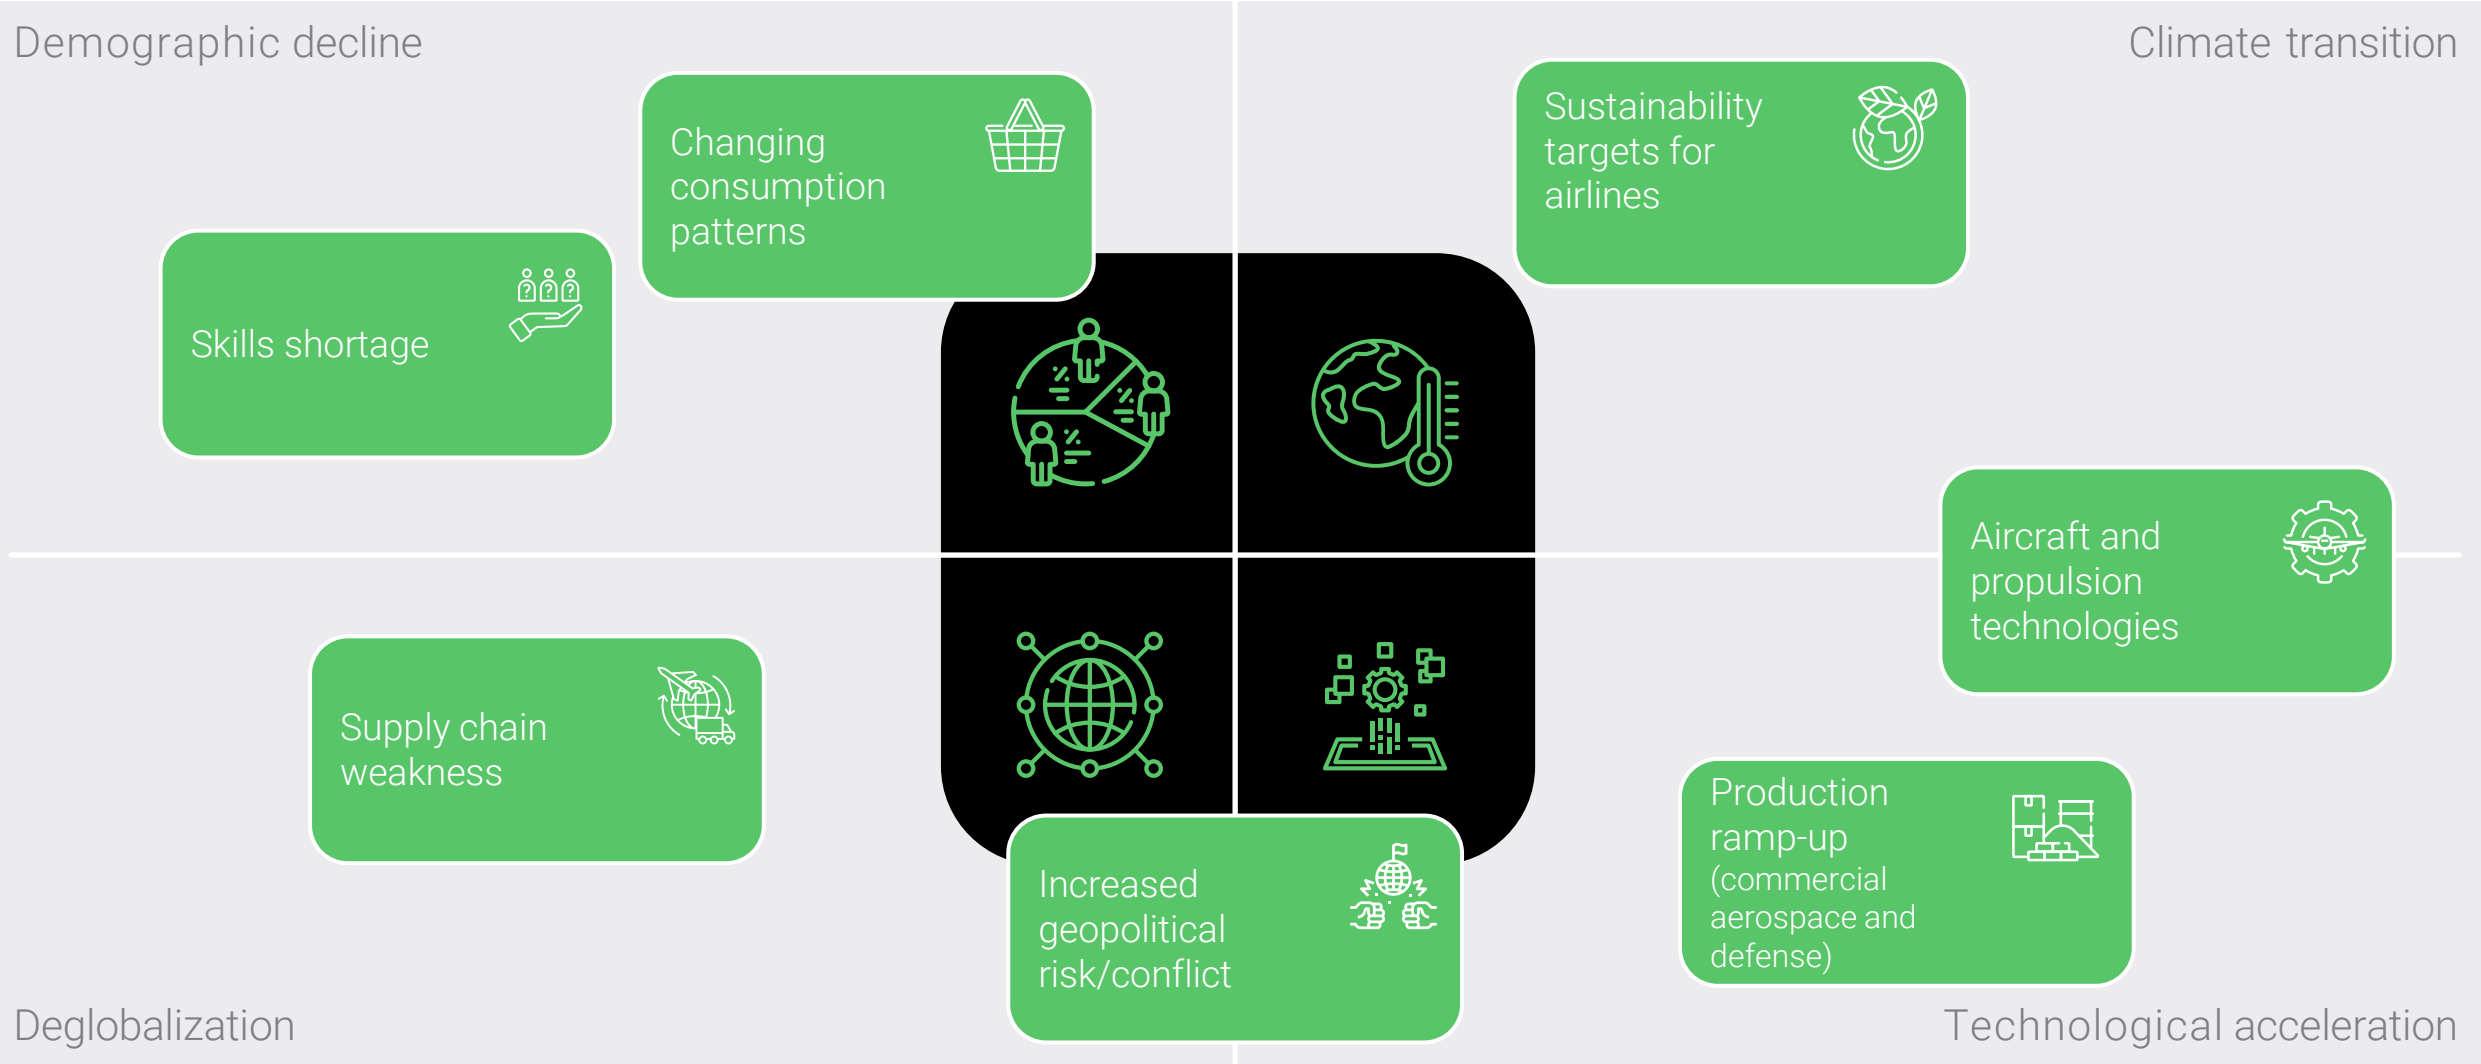 Demographic decline
Climate transition
Changing
consumption
patterns
Sustainability
targets for
airlines
Skills shortage
Aircraft and
propulsion
technologies
Supply chain
weakness
Production
ramp-up
(commercial
aerospace and
defense)
Increased
geopolitical
risk/conflict
Deglobalization
Technological acceleration